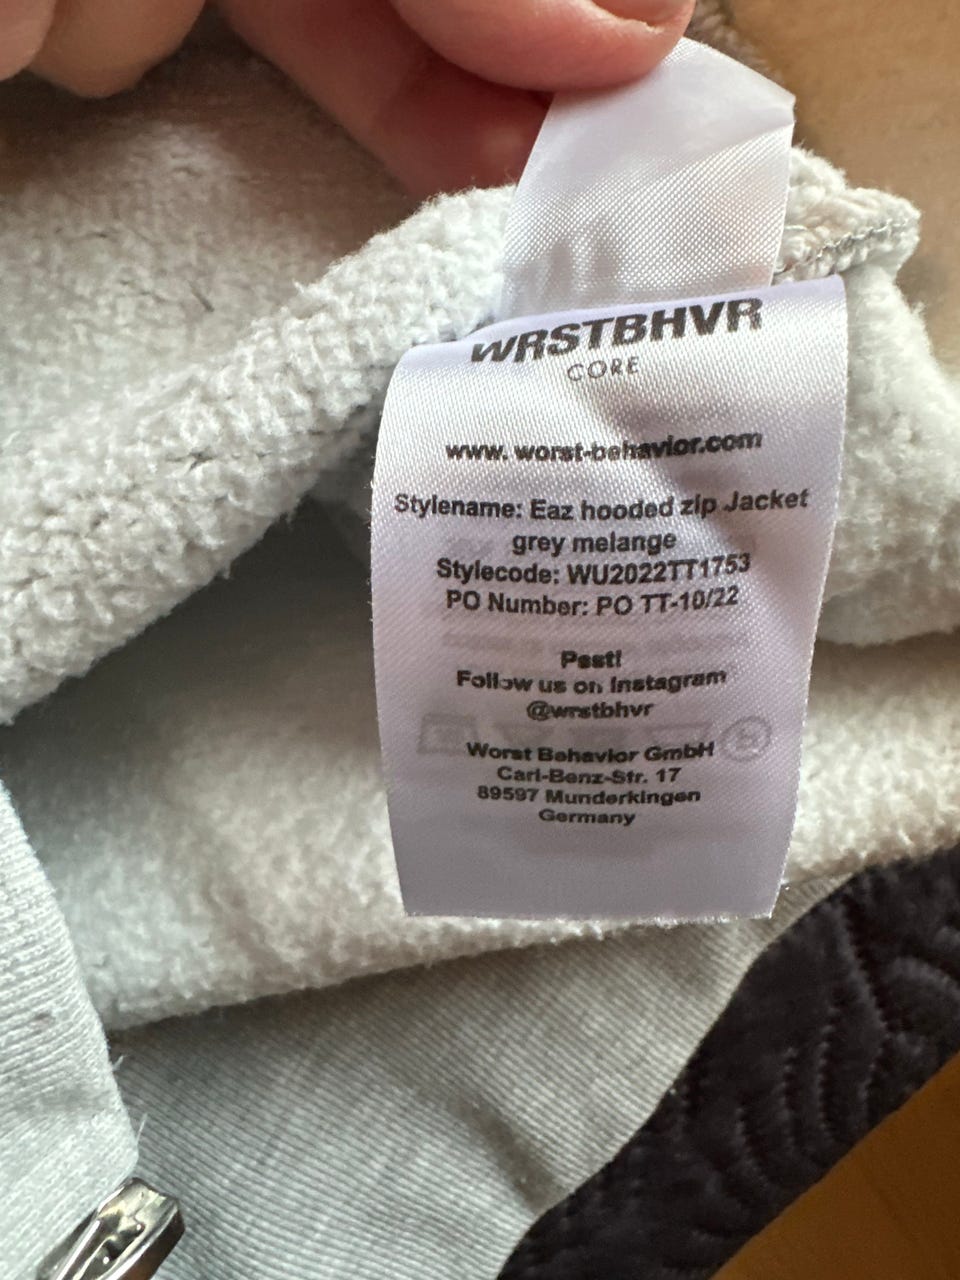 WRSTBHVR
CORE
www. worst-behavior.com
Stylename: Eaz hooded zip Jacket
grey melange
Stylecode: WU2022TT1753
PO Number: PO TT-10/22
Psst!
Follow us on Instagram
@wrstbhvr
Worst Behavior GmbH
Carl-Benz-Str. 17
89597 Munderkingen
Germany